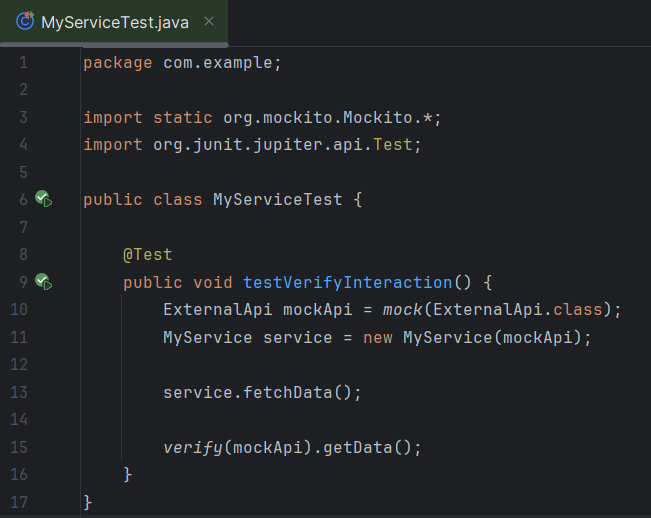 MyServiceTest.java
1 package com.example;
2
3 import static org.mockito.Mockito.*;
4 import org.junit.jupiter.api.Test;
5
6 public class MyServiceTest {
7
8     @Test
9     public void testVerifyInteraction() {
10         ExternalApi mockApi = mock(ExternalApi.class);
11         MyService service = new MyService(mockApi);
12
13         service.fetchData();
14
15         verify(mockApi).getData();
16     }
17 }